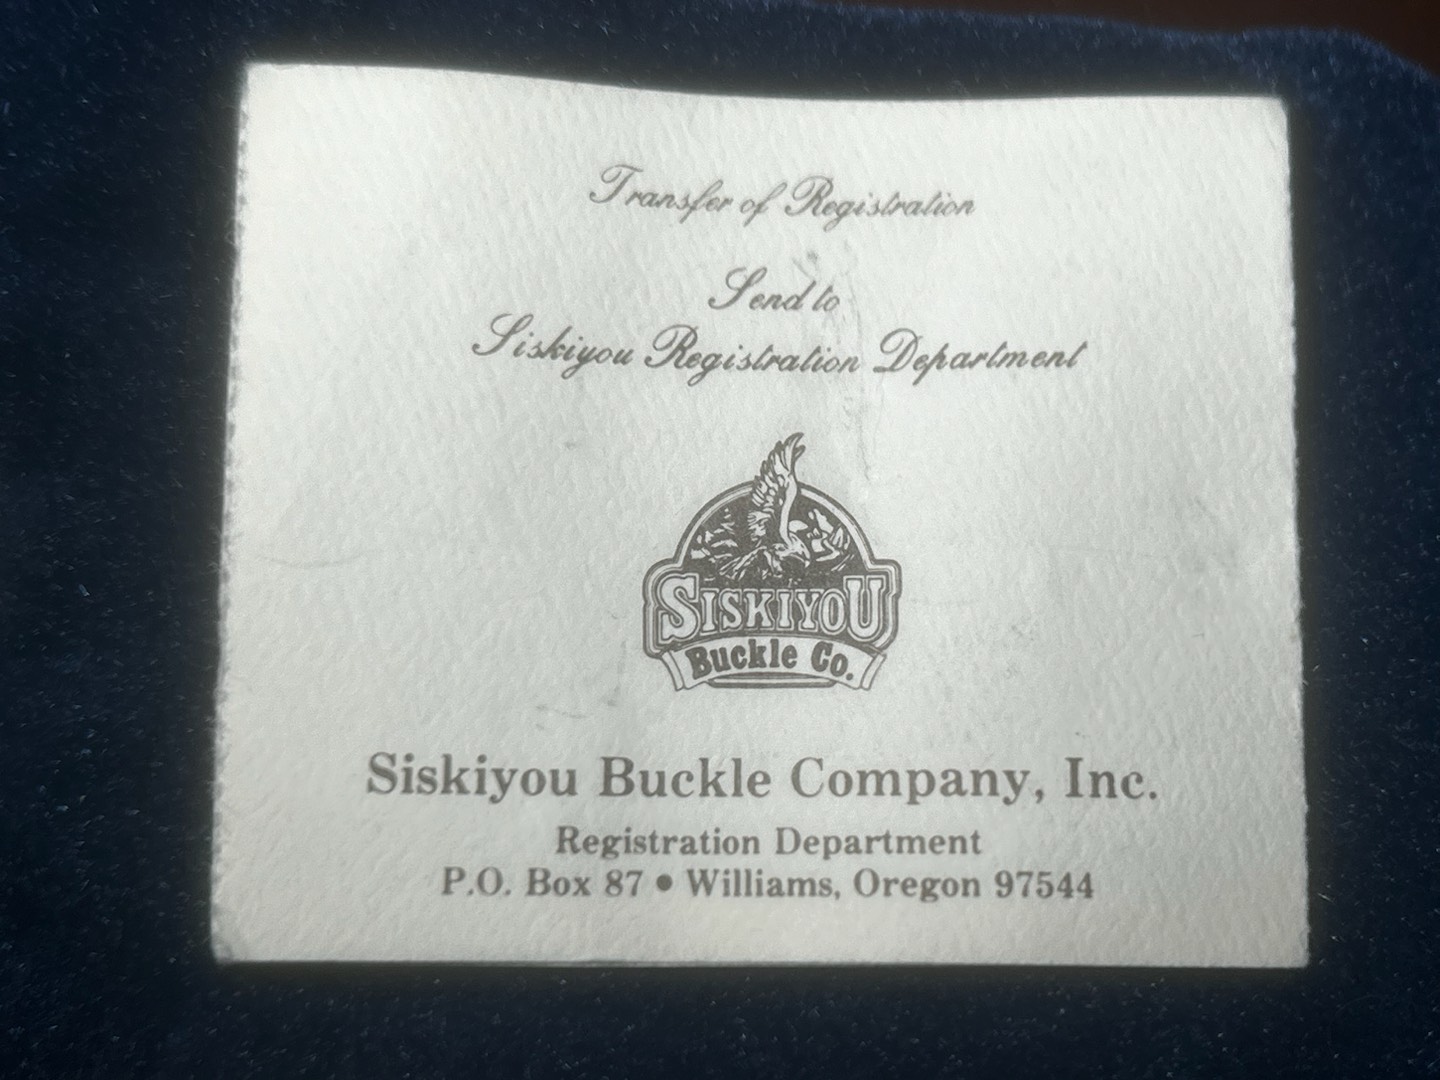 Transfer of Registration
Send to
Siskiyou Registration Department
SISKIYOU
Buckle Co.
Siskiyou Buckle Company, Inc.
Registration Department
P.O. Box 87 • Williams, Oregon 97544